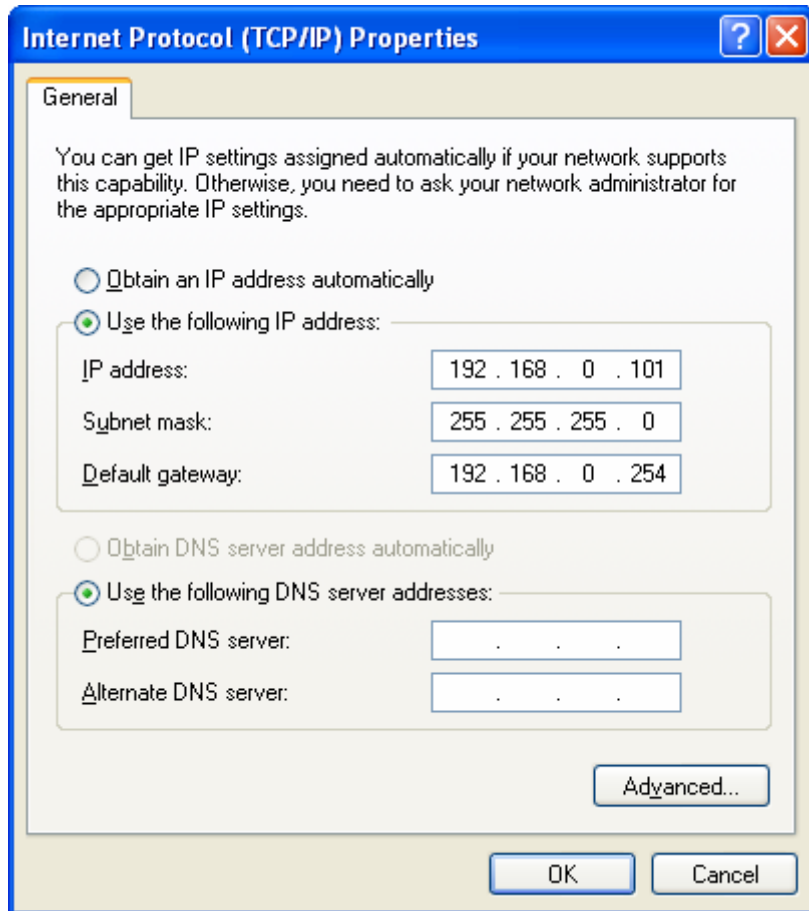 Internet Protocol (TCP/IP) Properties
General
You can get IP settings assigned automatically if your network supports
this capability. Otherwise, you need to ask your network administrator for
the appropriate IP settings.
Obtain an IP address automatically
Use the following IP address:
IP address: 192 . 168 . 0 . 101
Subnet mask: 255 . 255 . 255 . 0
Default gateway: 192 . 168 . 0 . 254
Obtain DNS server address automatically
Use the following DNS server addresses:
Preferred DNS server: . . .
Alternate DNS server: . . .
Advanced...
OK Cancel